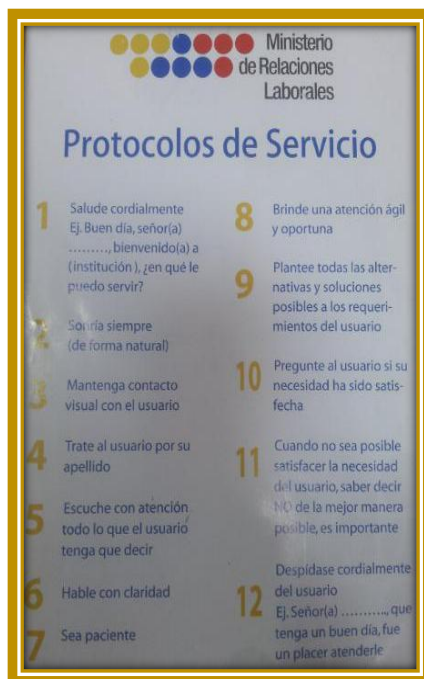 Ministerio
de Relaciones
Laborales
Protocolos de Servicio
1
Salude cordialmente
Ej. Buen día, señor(a)
.........., bienvenido(a) a
(institución), ¿en qué le
puedo servir?
2
Sonría siempre
(de forma natural)
3
Mantenga contacto
visual con el usuario
4
Trate al usuario por su
apellido
5
Escuche con atención
todo lo que el usuario
tenga que decir
6
Hable con claridad
7
Sea paciente
8
Brinde una atención ágil
y oportuna
9
Plantee todas las alter-
nativas y soluciones
posibles a los requeri-
mientos del usuario
10
Pregunte al usuario si su
necesidad ha sido satis-
fecha
11
Cuando no sea posible
satisfacer la necesidad
del usuario, saber decir
NO de la mejor manera
posible, es importante
12
Despídase cordialmente
del usuario
Ej. Señor(a) .........., que
tenga un buen día, fue
un placer atenderle